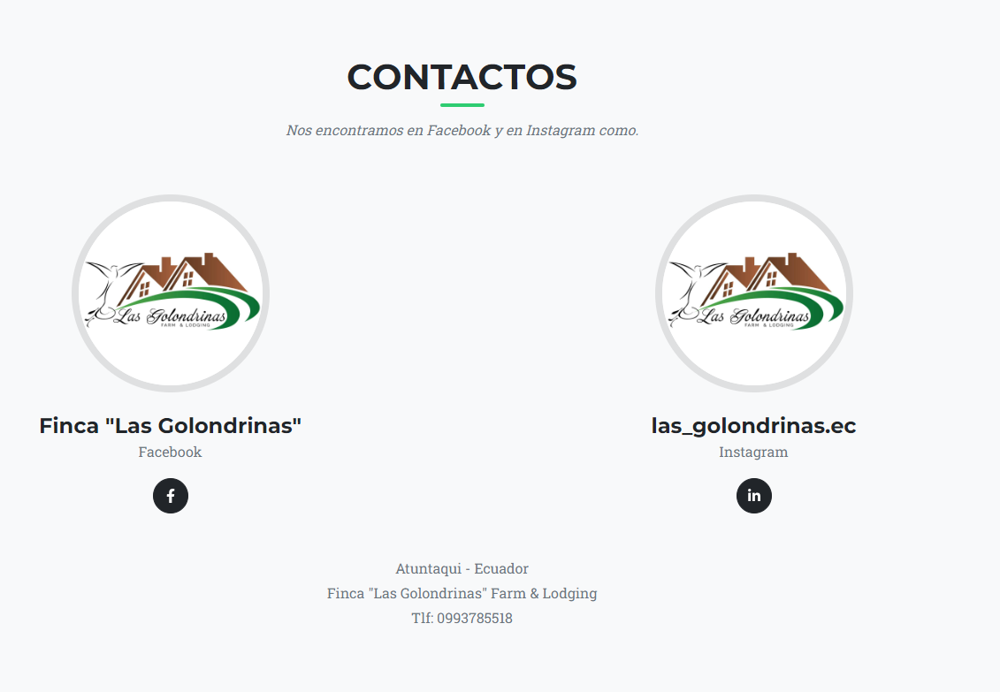 CONTACTOS
Nos encontramos en Facebook y en Instagram como.
Las Golondrinas
FARM & LODGING
Las Golondrinas
FARM & LODGING
Finca "Las Golondrinas"
las_golondrinas.ec
Facebook
Instagram
f
in
Atuntaqui - Ecuador
Finca "Las Golondrinas" Farm & Lodging
Tlf: 0993785518